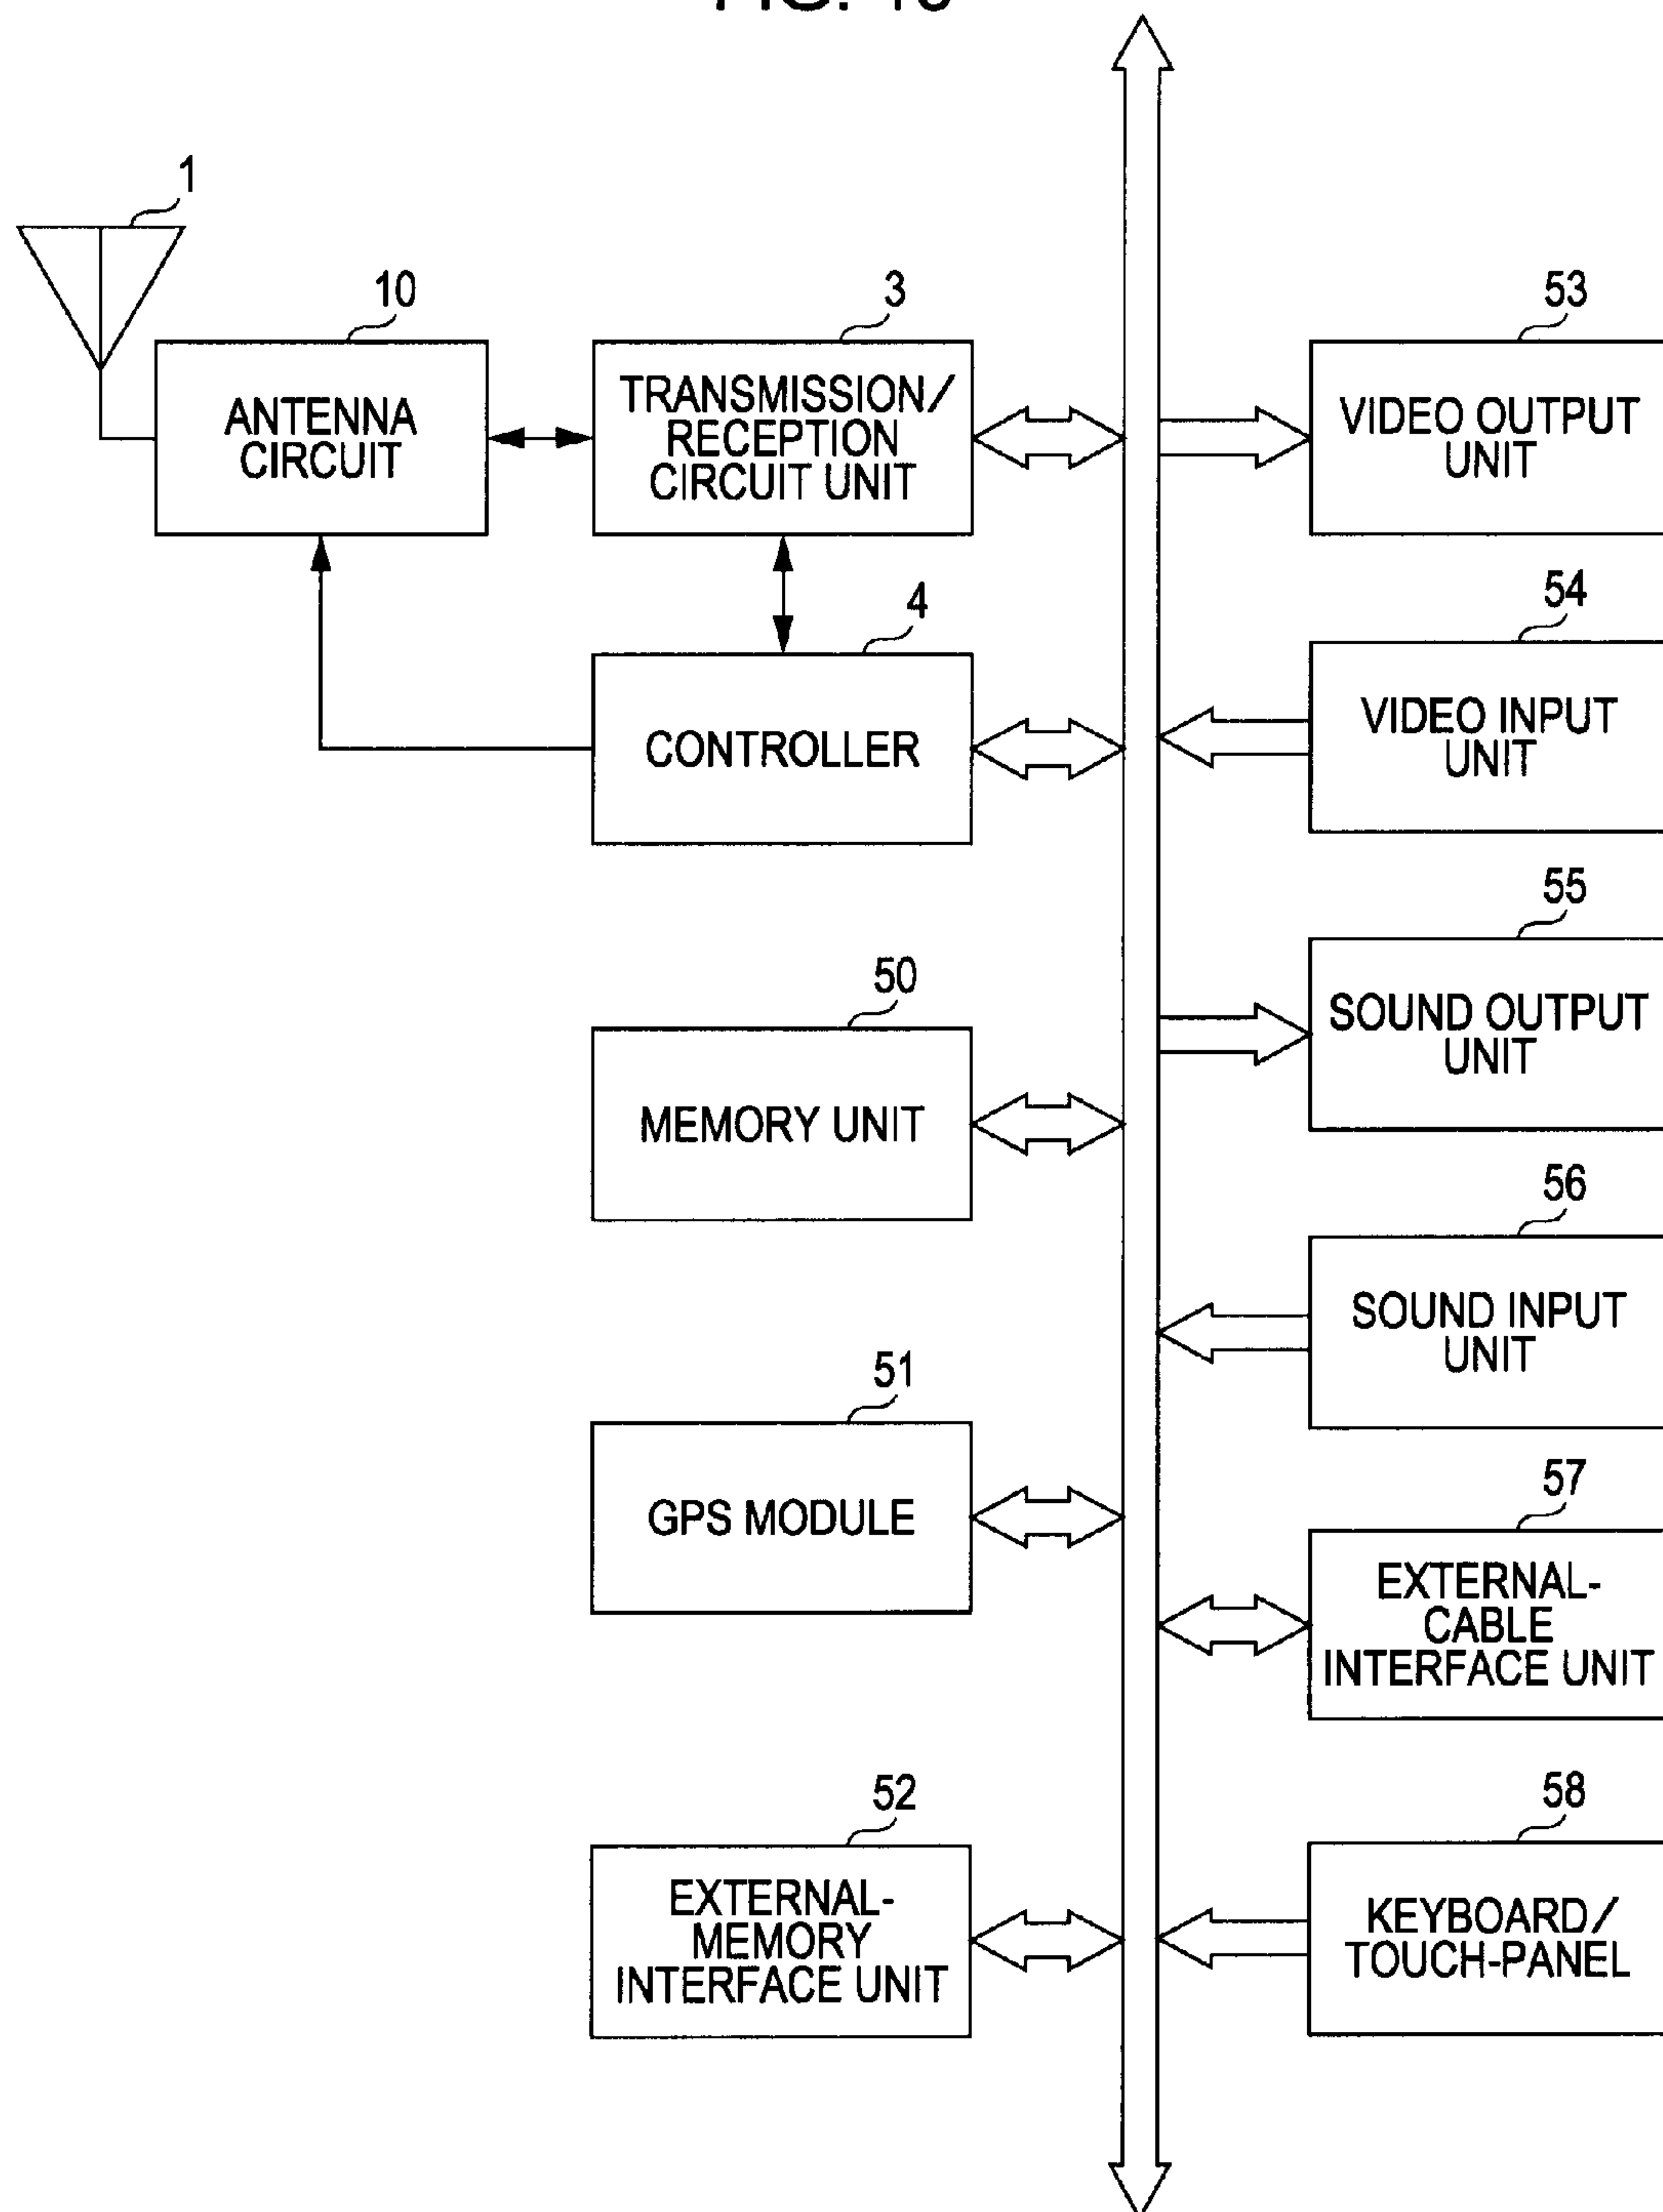 FIG.
1
10
ANTENNA
CIRCUIT
3
TRANSMISSION/
RECEPTION
CIRCUIT UNIT
4
CONTROLLER
50
MEMORY UNIT
51
GPS MODULE
52
EXTERNAL-
MEMORY
INTERFACE UNIT
53
VIDEO OUTPUT
UNIT
54
VIDEO INPUT
UNIT
55
SOUND OUTPUT
UNIT
56
SOUND INPUT
UNIT
57
EXTERNAL-
CABLE
INTERFACE UNIT
58
KEYBOARD/
TOUCH-PANEL